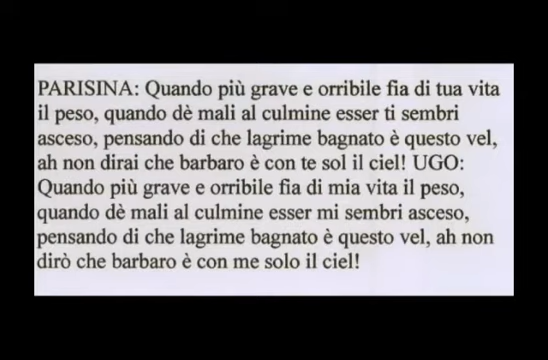 PARISINA: Quando più grave e orribile fia di tua vita
il peso, quando dè mali al culmine esser ti sembri
asceso, pensando di che lagrime bagnato è questo vel,
ah non dirai che barbaro è con te sol il ciel! UGO:
Quando più grave e orribile fia di mia vita il peso,
quando dè mali al culmine esser mi sembri asceso,
pensando di che lagrime bagnato è questo vel, ah non
dirò che barbaro è con me solo il ciel!